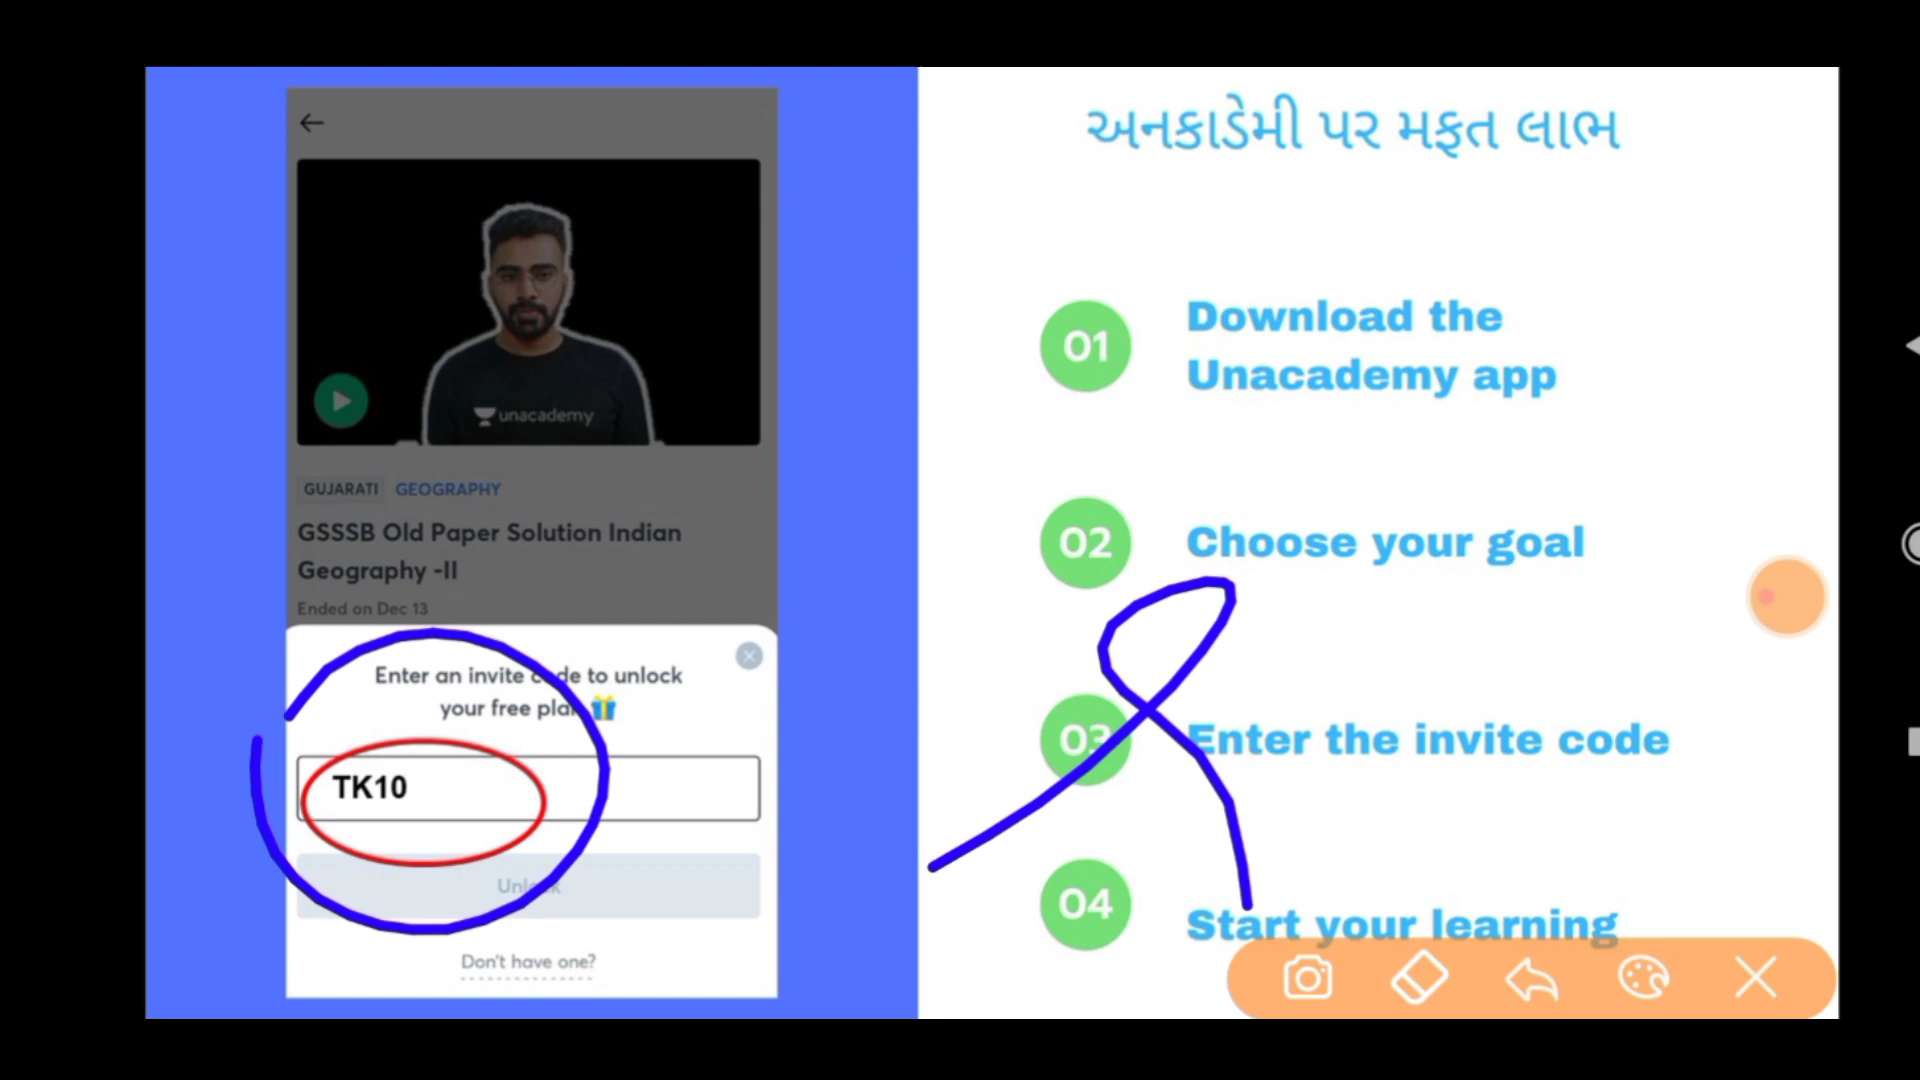 unacademy
GUJARATI GEOGRAPHY
GSSSB Old Paper Solution Indian
Geography -II
Ended on Dec 13
Enter an invite code to unlock
your free plan
TK10
Unlock
Don't have one?
અનકાડેમી પર મફત લાભ
01 Download the
Unacademy app
02 Choose your goal
03 Enter the invite code
04 Start your learning